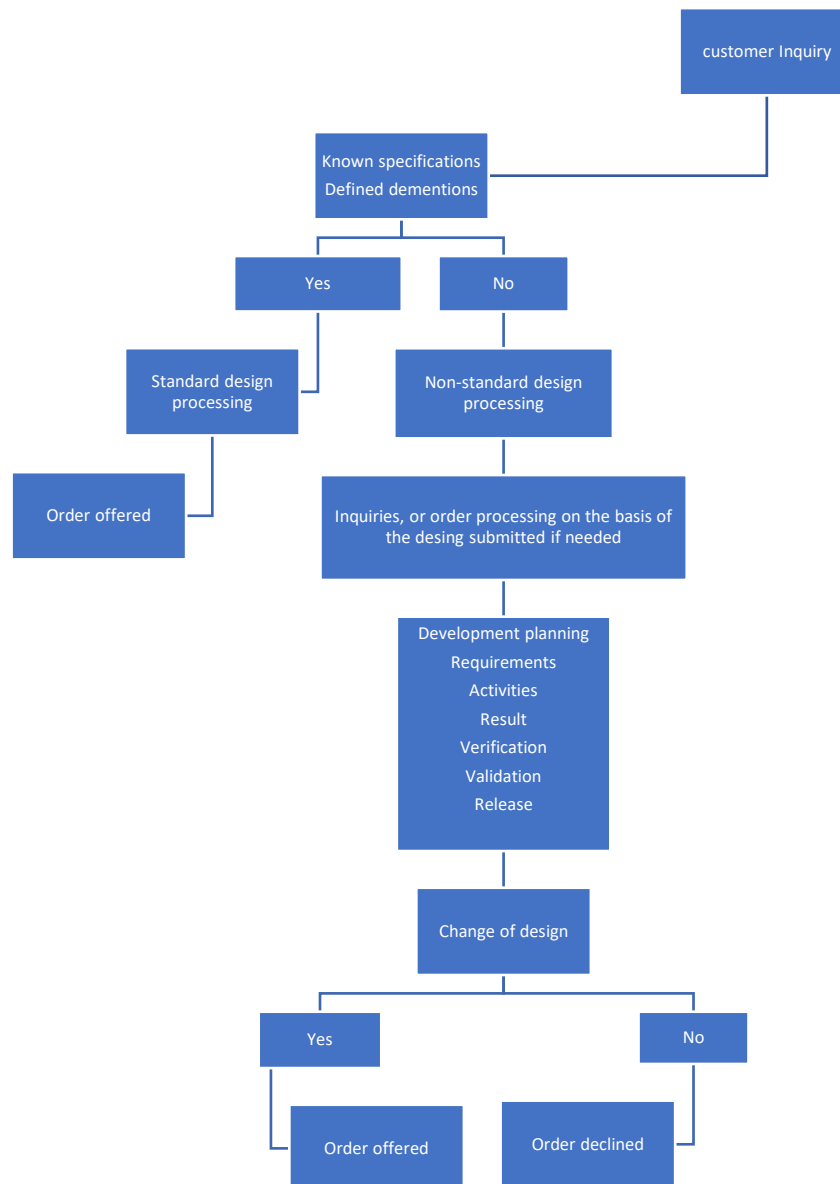 customer Inquiry
Known specifications
Defined dementions
Yes
No
Standard design
processing
Non-standard design
processing
Order offered
Inquiries, or order processing on the basis of
the desing submitted if needed
Development planning
Requirements
Activities
Result
Verification
Validation
Release
Change of design
Yes
No
Order offered
Order declined